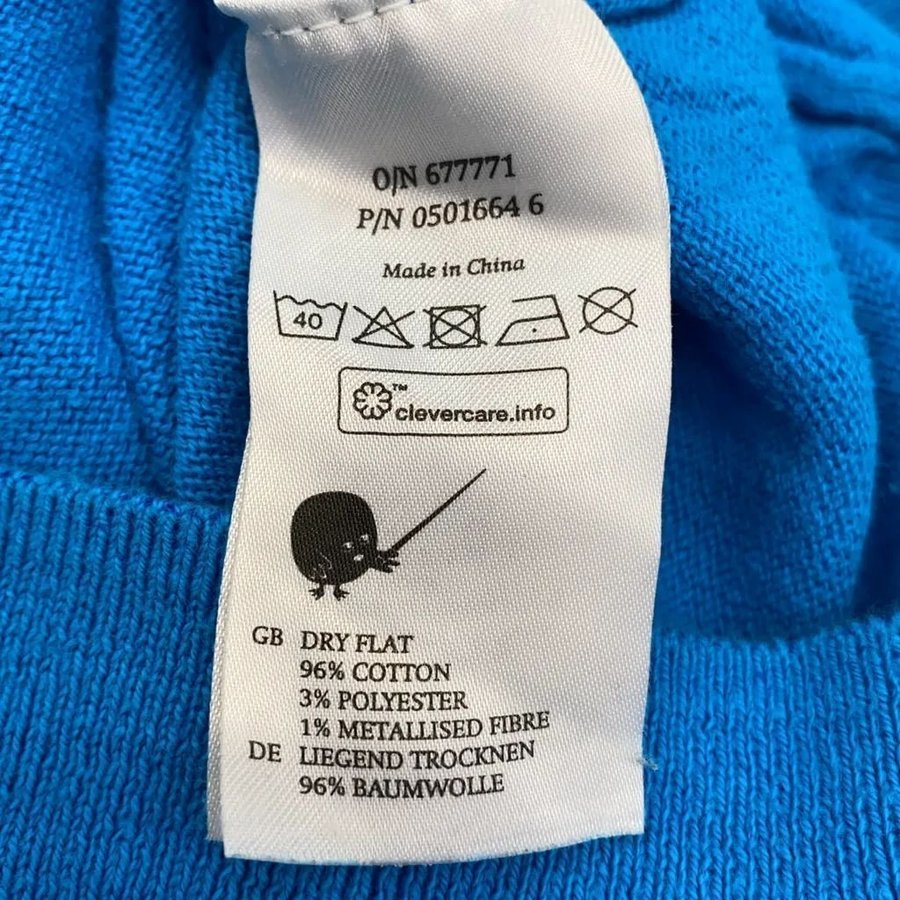 O/N 677771
P/N 0501664 6
Made in China
40
™ clevercare.info
GB DRY FLAT
96% COTTON
3% POLYESTER
1% METALLISED FIBRE
DE LIEGEND TROCKNEN
96% BAUMWOLLE